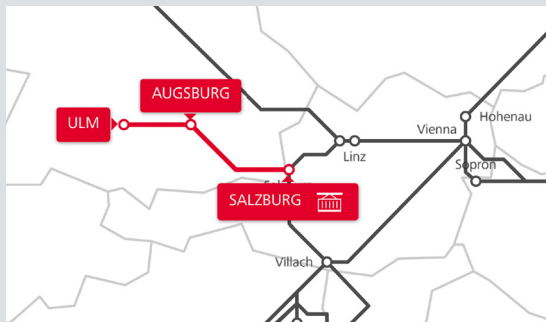 AUGSBURG
ULM
Hohenau
Vienna
Linz
Sopron
SALZBURG
Villach